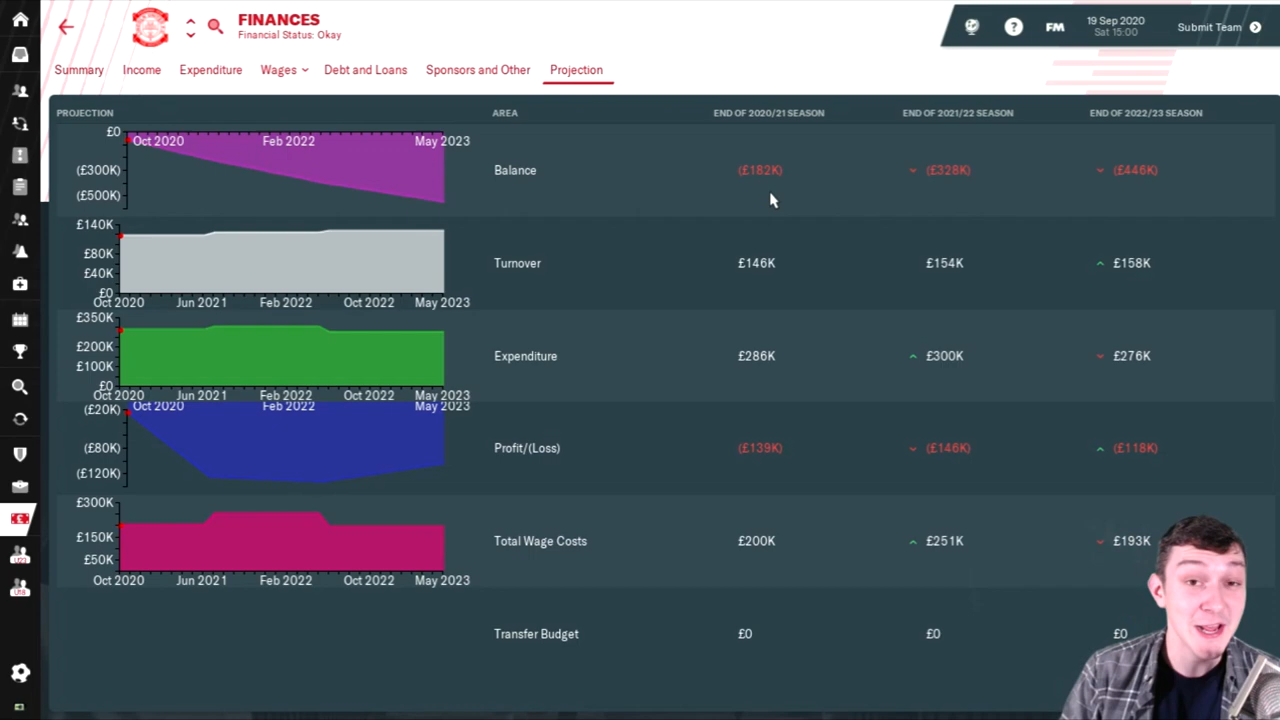 FINANCES
Financial Status: Okay
FM
19 Sep 2020
Sat 15:00
Submit Team
Summary
Income
Expenditure
Wages
Debt and Loans
Sponsors and Other
Projection
PROJECTION
AREA
END OF 2020/21 SEASON
END OF 2021/22 SEASON
END OF 2022/23 SEASON
£0
Oct 2020
Feb 2022
May 2023
(£300K)
(£500K)
Balance
(£182K)
(£328K)
(£446K)
£140K
£80K
£40K
£0
Oct 2020
Jun 2021
Feb 2022
Oct 2022
May 2023
Turnover
£146K
£154K
£158K
£350K
£200K
£100K
£0
Oct 2020
Jun 2021
Feb 2022
Oct 2022
May 2023
Expenditure
£286K
£300K
£276K
(£20K)
Oct 2020
Feb 2022
May 2023
(£80K)
(£120K)
Profit/(Loss)
(£139K)
(£146K)
(£118K)
£300K
£150K
£50K
Oct 2020
Jun 2021
Feb 2022
Oct 2022
May 2023
Total Wage Costs
£200K
£251K
£193K
Transfer Budget
£0
£0
£0
U23
U18